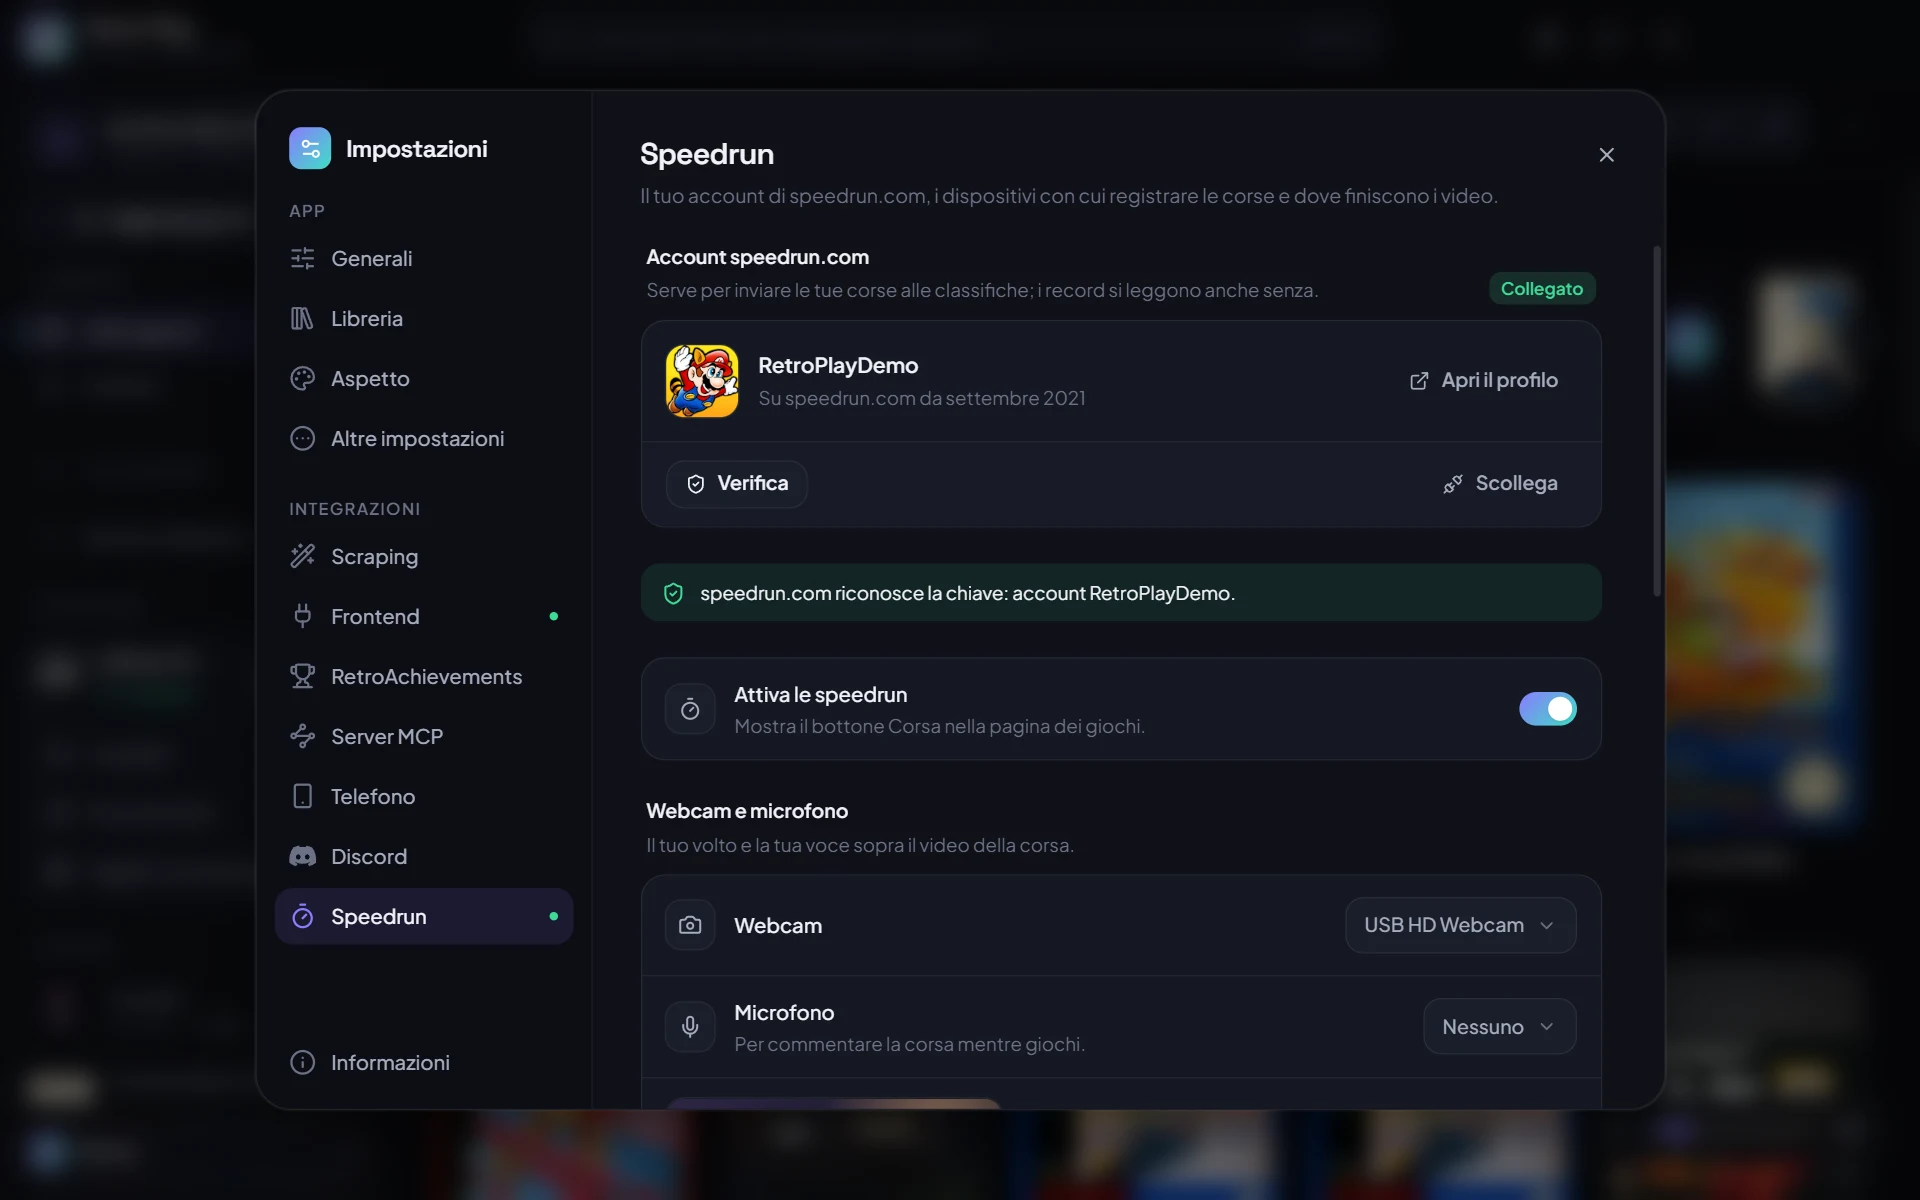 Impostazioni
APP
Generali
Libreria
Aspetto
Altre impostazioni
INTEGRAZIONI
Scraping
Frontend
RetroAchievements
Server MCP
Telefono
Discord
Speedrun
Informazioni
Speedrun
Il tuo account di speedrun.com, i dispositivi con cui registrare le corse e dove finiscono i video.
Account speedrun.com
Serve per inviare le tue corse alle classifiche; i record si leggono anche senza.
Collegato
RetroPlayDemo
Su speedrun.com da settembre 2021
Apri il profilo
Verifica
Scollega
speedrun.com riconosce la chiave: account RetroPlayDemo.
Attiva le speedrun
Mostra il bottone Corsa nella pagina dei giochi.
Webcam e microfono
Il tuo volto e la tua voce sopra il video della corsa.
Webcam
USB HD Webcam
Microfono
Per commentare la corsa mentre giochi.
Nessuno